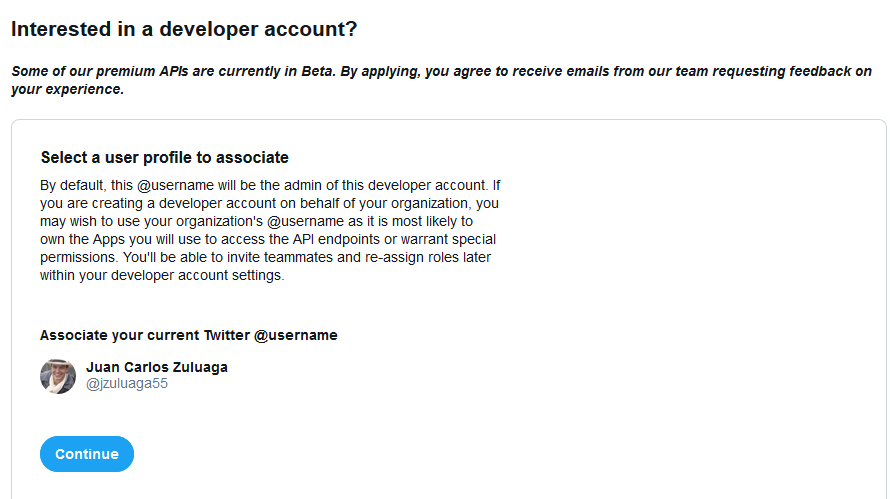 Interested in a developer account?
Some of our premium APIs are currently in Beta. By applying, you agree to receive emails from our team requesting feedback on
your experience.
Select a user profile to associate
By default, this @username will be the admin of this developer account. If
you are creating a developer account on behalf of your organization, you
may wish to use your organization's @username as it is most likely to
own the Apps you will use to access the API endpoints or warrant special
permissions. You'll be able to invite teammates and re-assign roles later
within your developer account settings.
Associate your current Twitter @username
Juan Carlos Zuluaga
@jzuluaga55
Continue